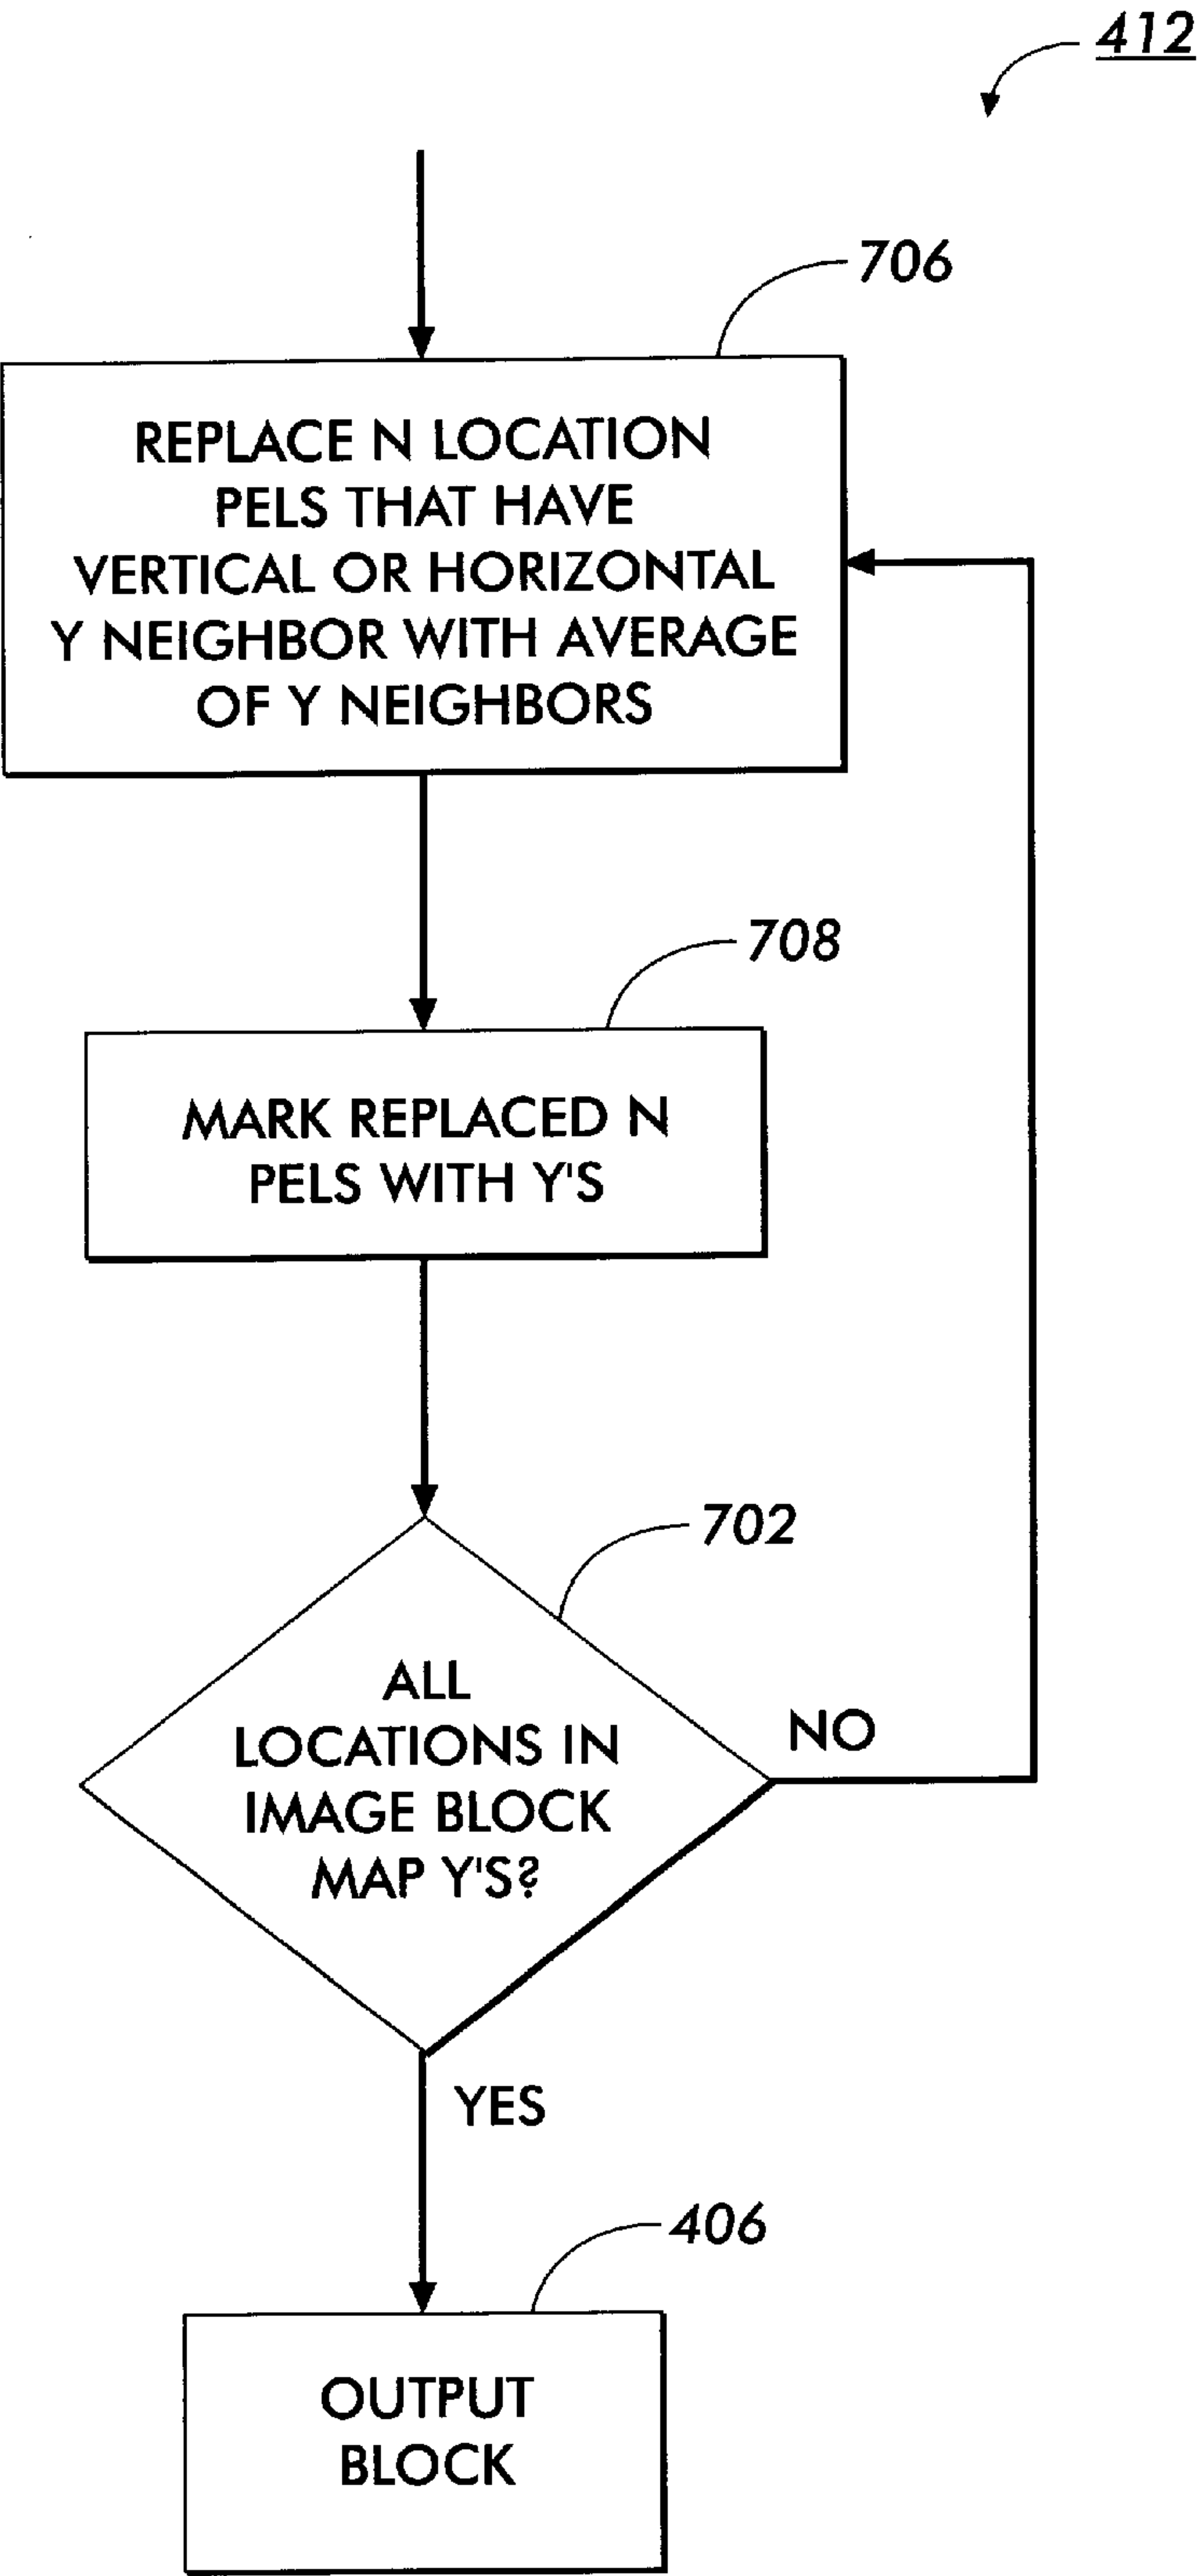 412
706
REPLACE N LOCATION
PELS THAT HAVE
VERTICAL OR HORIZONTAL
Y NEIGHBOR WITH AVERAGE
OF Y NEIGHBORS
708
MARK REPLACED N
PELS WITH Y'S
702
ALL
LOCATIONS IN
IMAGE BLOCK
MAP Y'S?
NO
YES
406
OUTPUT
BLOCK